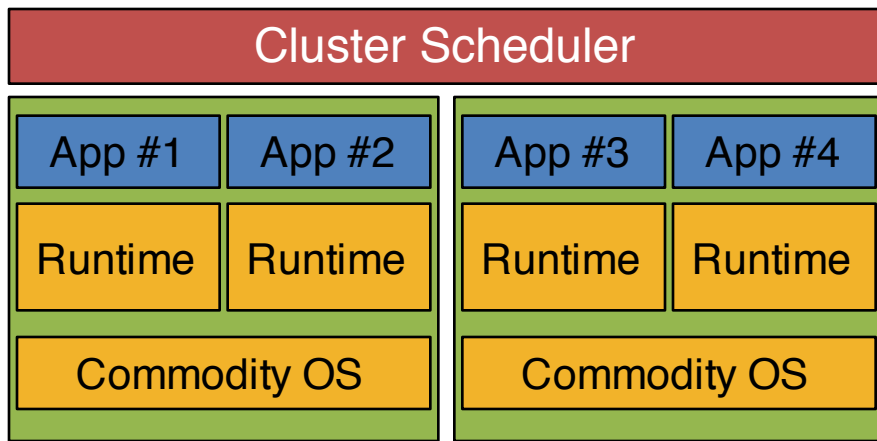 Cluster Scheduler
App #1 App #2 App #3 App #4
Runtime Runtime Runtime Runtime
Commodity OS Commodity OS